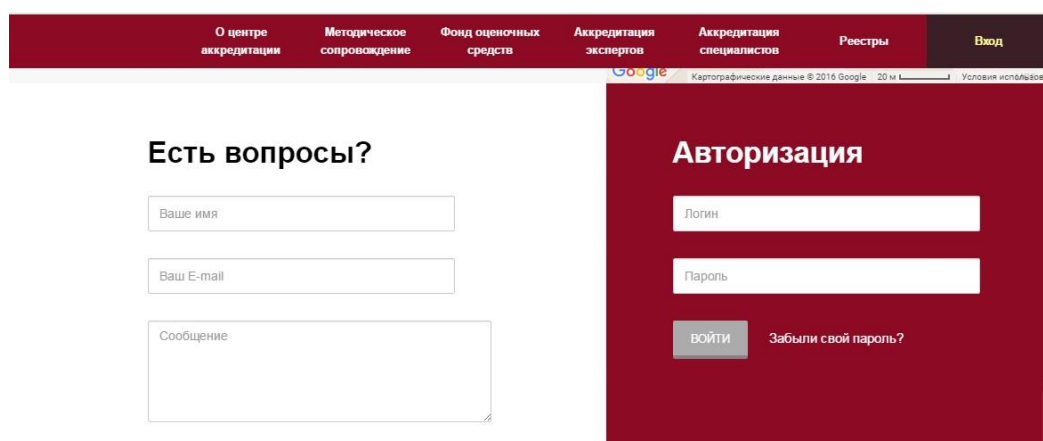 О центре аккредитации
Методическое сопровождение
Фонд оценочных средств
Аккредитация экспертов
Аккредитация специалистов
Реестры
Вход
Google
Картографические данные © 2016 Google
20 м
Условия использов
Есть вопросы?
Ваше имя
Ваш E-mail
Сообщение
Авторизация
Логин
Пароль
ВОЙТИ
Забыли свой пароль?